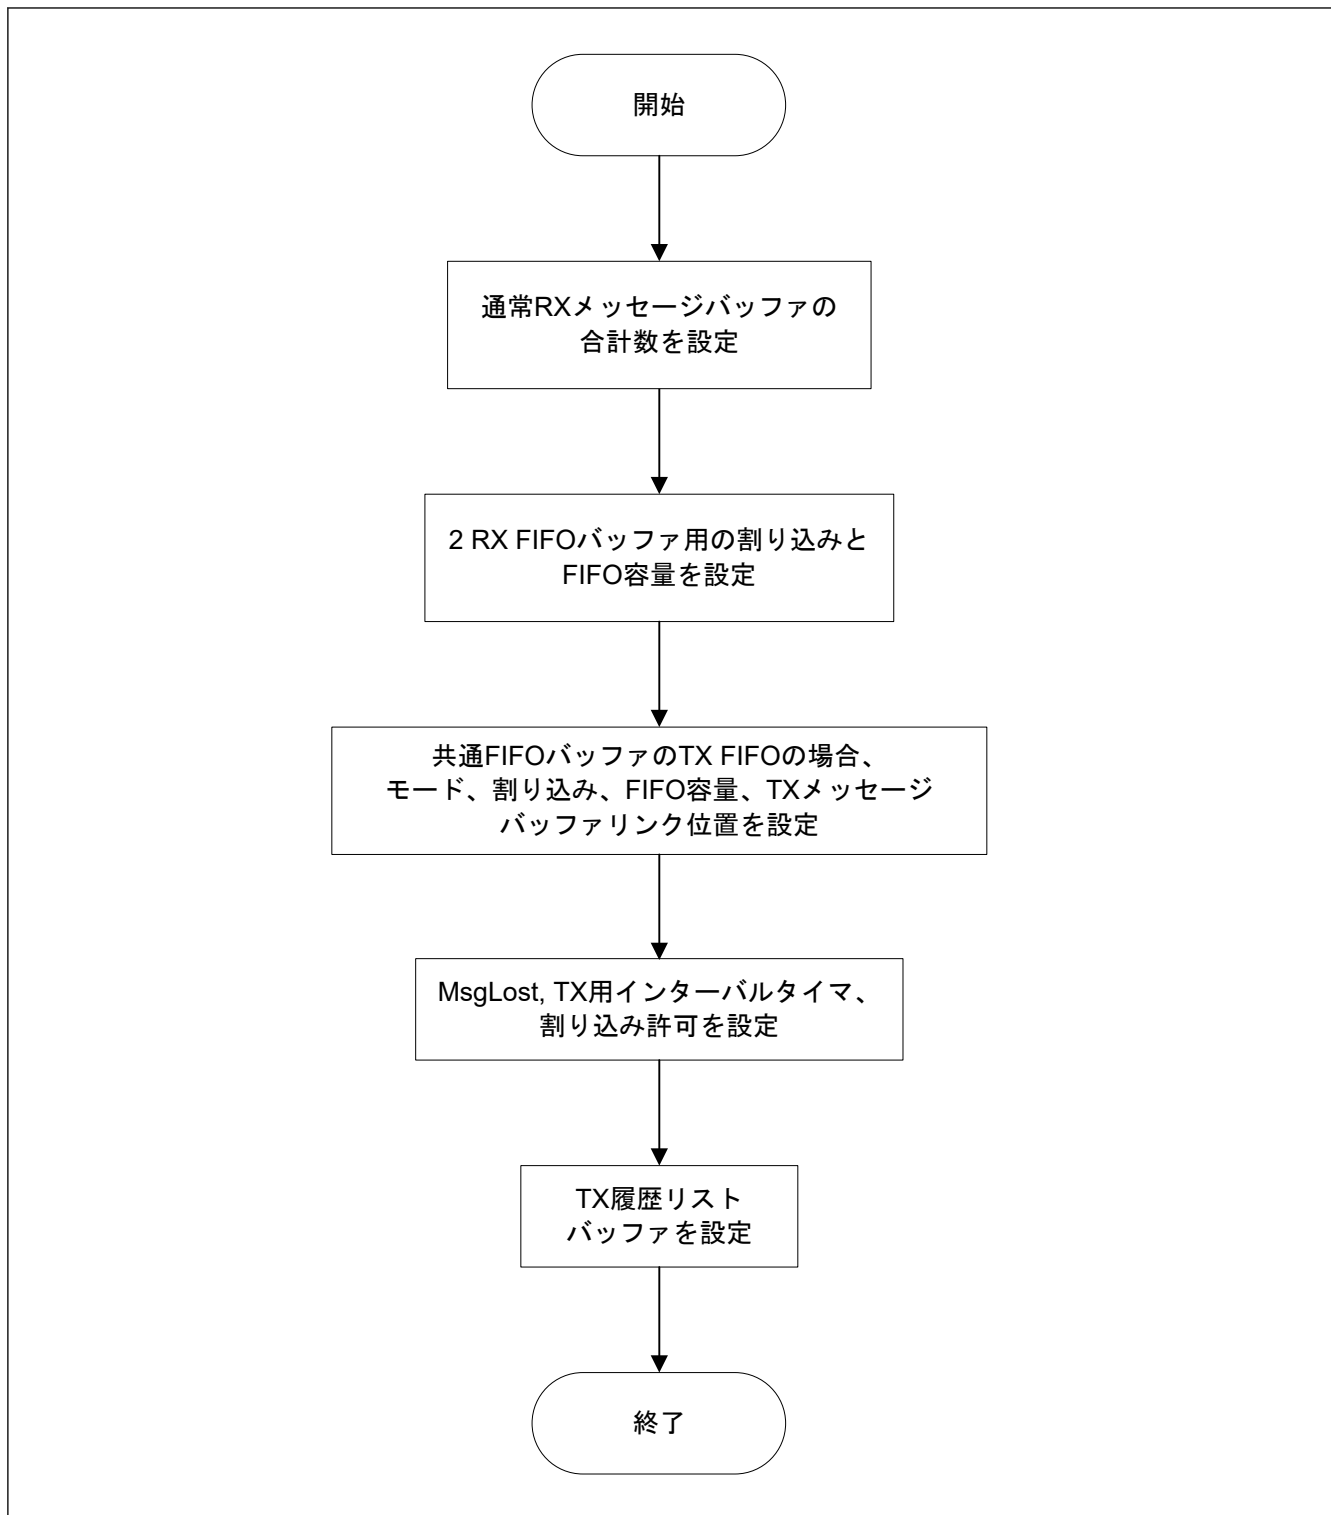 開始
通常RXメッセージバッファの
合計数を設定
2 RX FIFOバッファ用の割り込みと
FIFO容量を設定
共通FIFOバッファのTX FIFOの場合、
モード、割り込み、FIFO容量、TXメッセージ
バッファリンク位置を設定
MsgLost, TX用インターバルタイマ、
割り込み許可を設定
TX履歴リスト
バッファを設定
終了